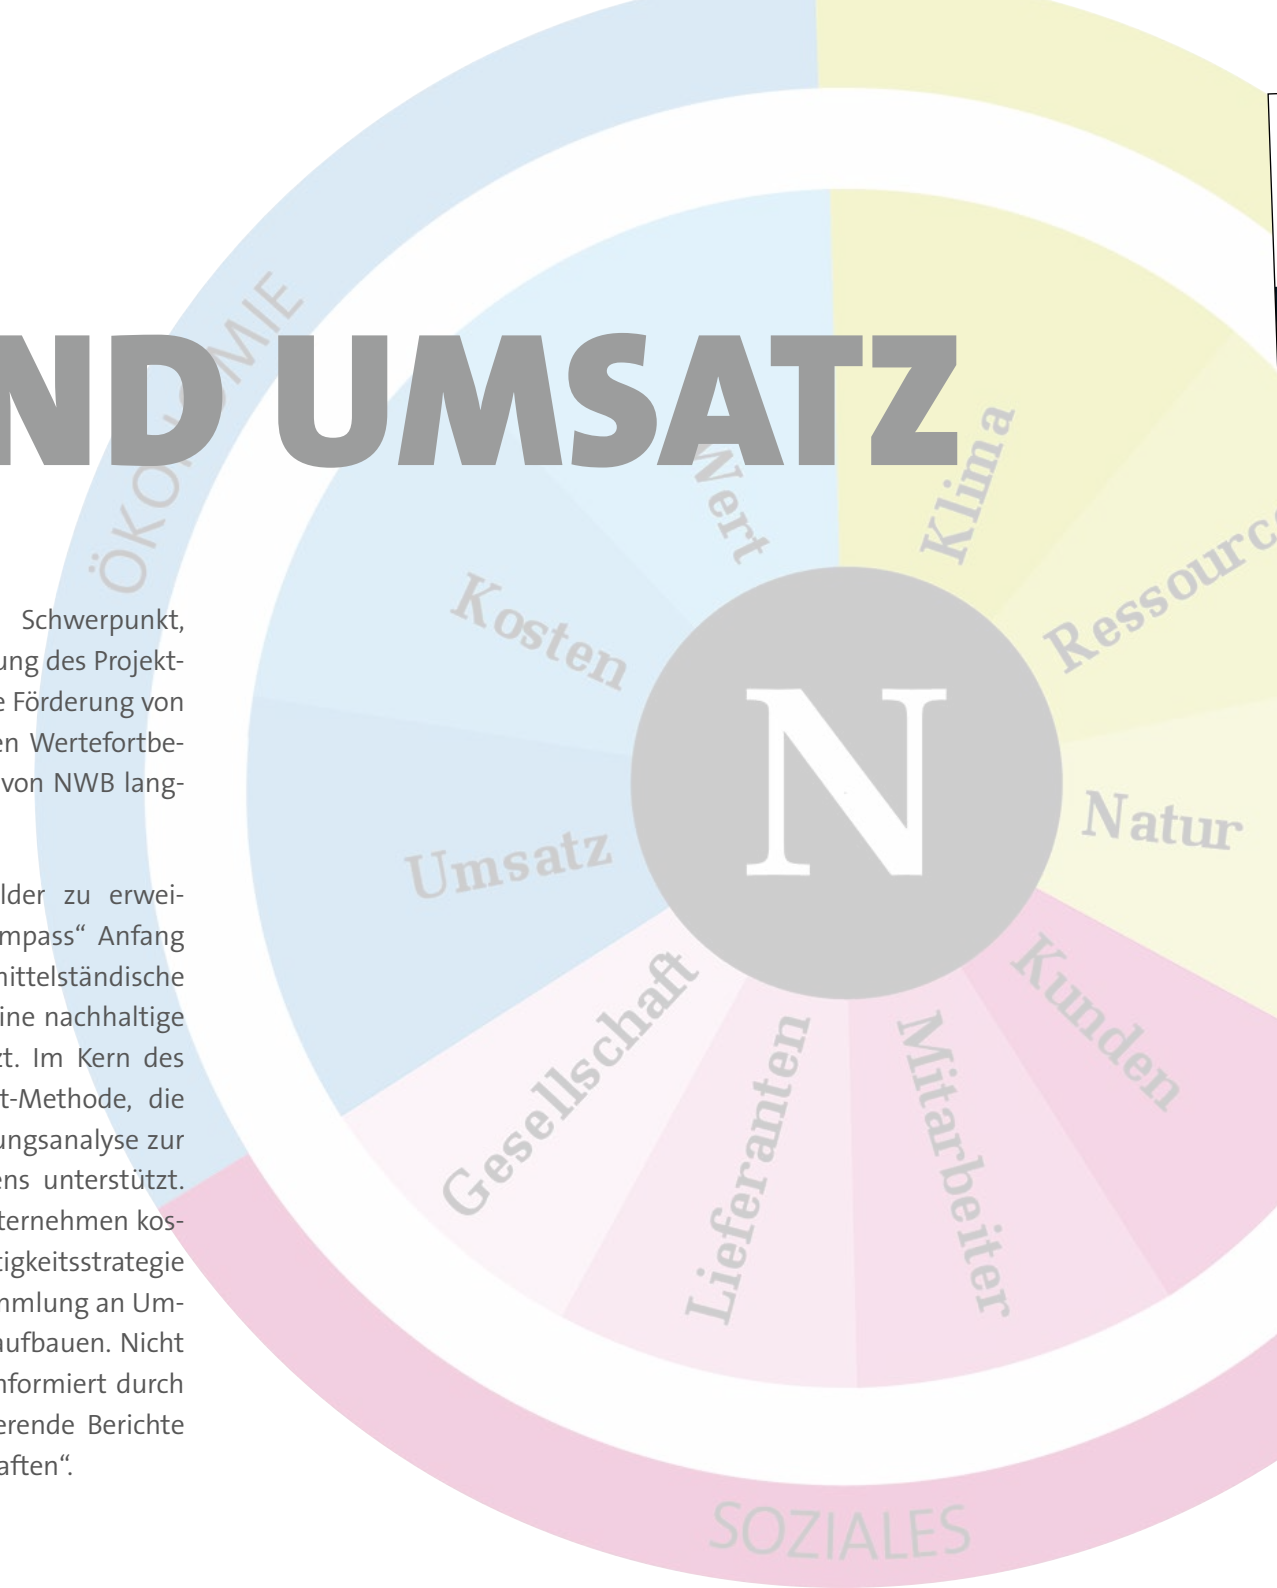 ND UMSATZ
Schwerpunkt,
ung des Projekt-
e Förderung von
en Wertefortbe-
von NWB lang-
lder zu erwei-
mpass“ Anfang
mittelständische
ine nachhaltige
zt. Im Kern des
t-Methode, die
ungsanalyse zur
ens unterstützt.
ternehmen kos-
tigkeitsstrategie
mmlung an Um-
aufbauen. Nicht
nformiert durch
erende Berichte
aften“.
ÖKONOMIE
Wert
Kosten
Umsatz
Klima
Ressourc
Natur
N
Gesellschaft
Lieferanten
Mitarbeiter
Kunden
SOZIALES